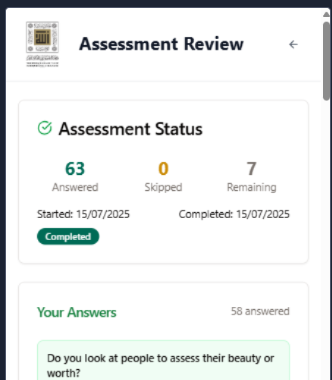 Assessment Review
←
Assessment Status
63 0 7
Answered Skipped Remaining
Started: 15/07/2025 Completed: 15/07/2025
Completed
Your Answers 58 answered
Do you look at people to assess their beauty or
worth?